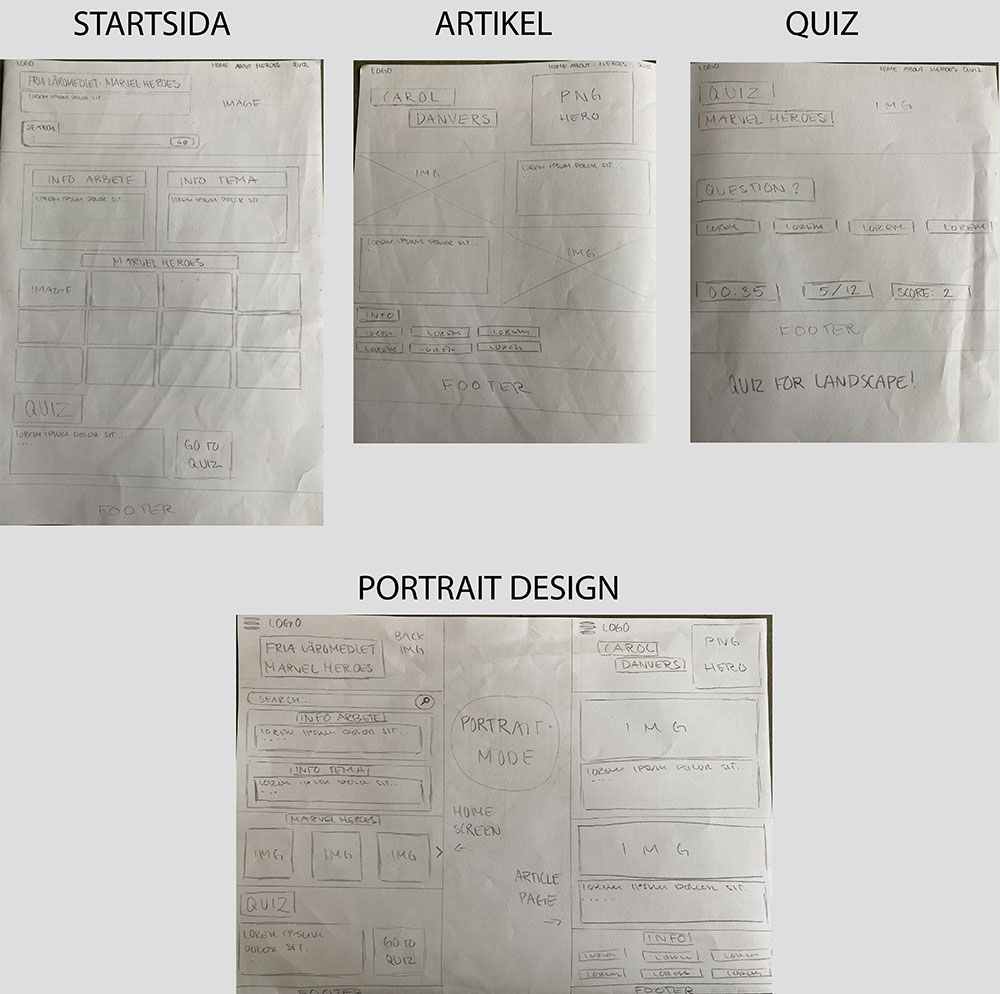 STARTSIDA
LOGO
HOME ABOUT HEROES QUIZ
FRIA LÄROMEDLET: MARVEL HEROES
LOREM IPSUM DOLOR SIT...
IMAGE
SEARCH
GO
INFO ARBETE
INFO TEMA
LOREM IPSUM DOLOR SIT.
LOREM IPSUM DOLOR SIT
MARVEL HEROES
IMAGE
QUIZ
LOREM IPSUM DOLOR SIT...
....
GO TO
QUIZ
FOOTER
ARTIKEL
LOGO
HOME ABOUT HEROES QUIZ
CAROL
DANVERS
PNG
HERO
IMG
LOREM IPSUM DOLOR SIT...
LOREM IPSUM DOLOR SIT...
IMG
INFO
LOREM LOREM LOREM
LOREM LOREM LOREM
FOOTER
QUIZ
LOGO
HOME ABOUT HEROES QUIZ
QUIZ
MARVEL HEROES
IMG
QUESTION?
LOREM LOREM LOREM LOREM
00:35 5/12 SCORE: 2
FOOTER
QUIZ FOR LANDSCAPE!
PORTRAIT DESIGN
LOGO
FRIA LÄROMEDLET
MARVEL HEROES
BACK
IMG
SEARCH...
INFO ARBETE
LOREM IPSUM DOLOR SIT...
....
INFO TEMA
LOREM IPSUM DOLOR SIT.
...
MARVEL HEROES
IMG IMG IMG >
QUIZ
LOREM IPSUM
DOLOR SIT.
GO TO
QUIZ
FOOTER
PORTRAIT-
MODE
HOME
SCREEN
←
ARTICLE
PAGE
→
LOGO
CAROL
DANVERS
PNG
HERO
IMG
LOREM IPSUM DOLOR SIT..
....
IMG
LOREM IPSUM DOLOR SIT.
.....
INFO
LOREM LOREM LOREM
LOREM LOREM LOREM
FOOTER